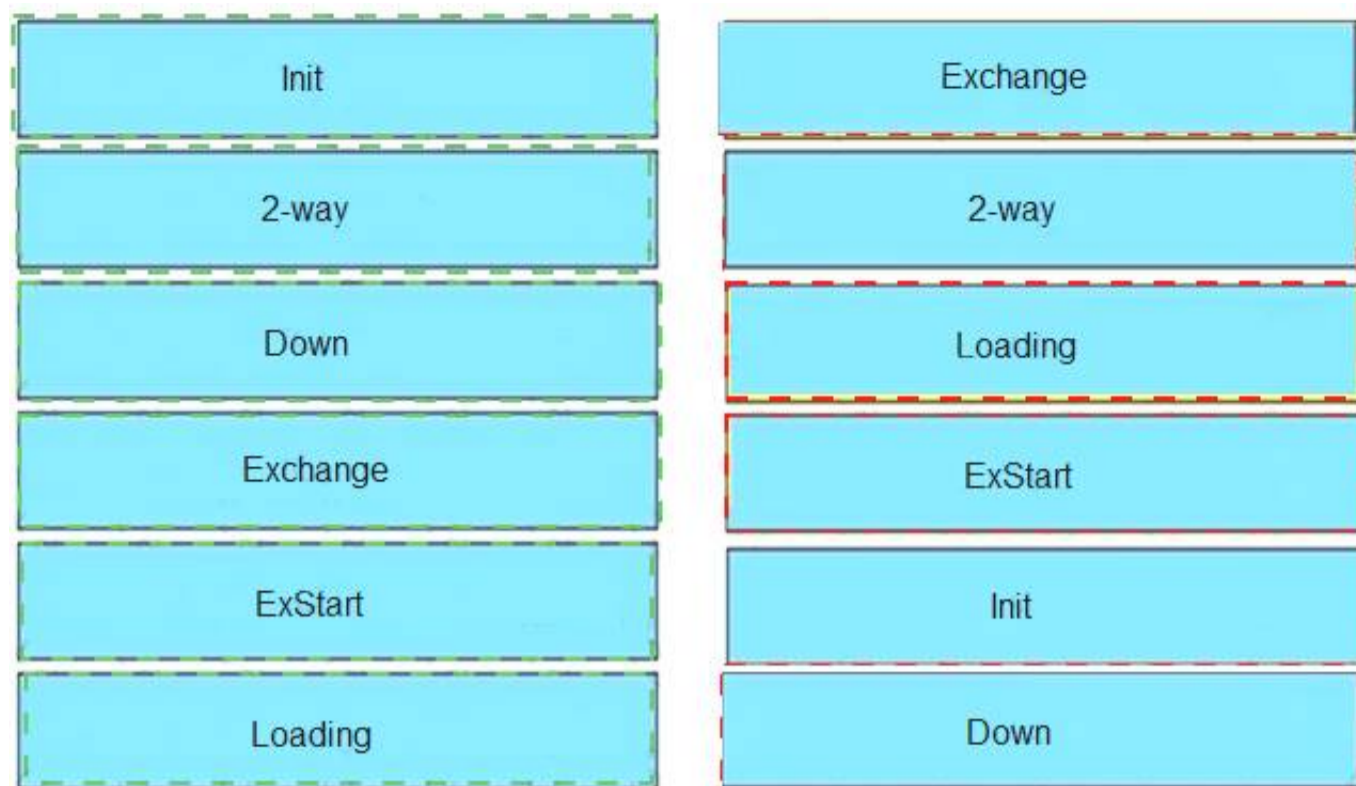 Init
2-way
Down
Exchange
ExStart
Loading
Exchange
2-way
Loading
ExStart
Init
Down